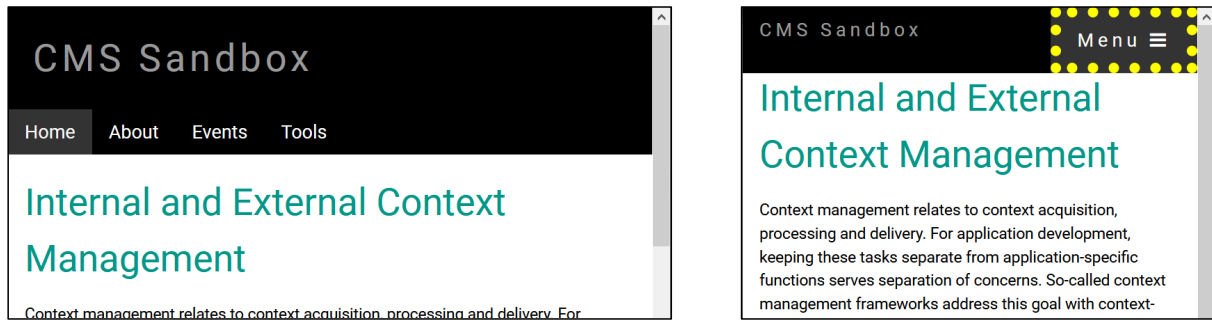 CMS Sandbox
Home About Events Tools
Internal and External Context
Management
Context management relates to context acquisition, processing and delivery. For
CMS Sandbox
Menu
Internal and External
Context Management
Context management relates to context acquisition,
processing and delivery. For application development,
keeping these tasks separate from application-specific
functions serves separation of concerns. So-called context
management frameworks address this goal with context-